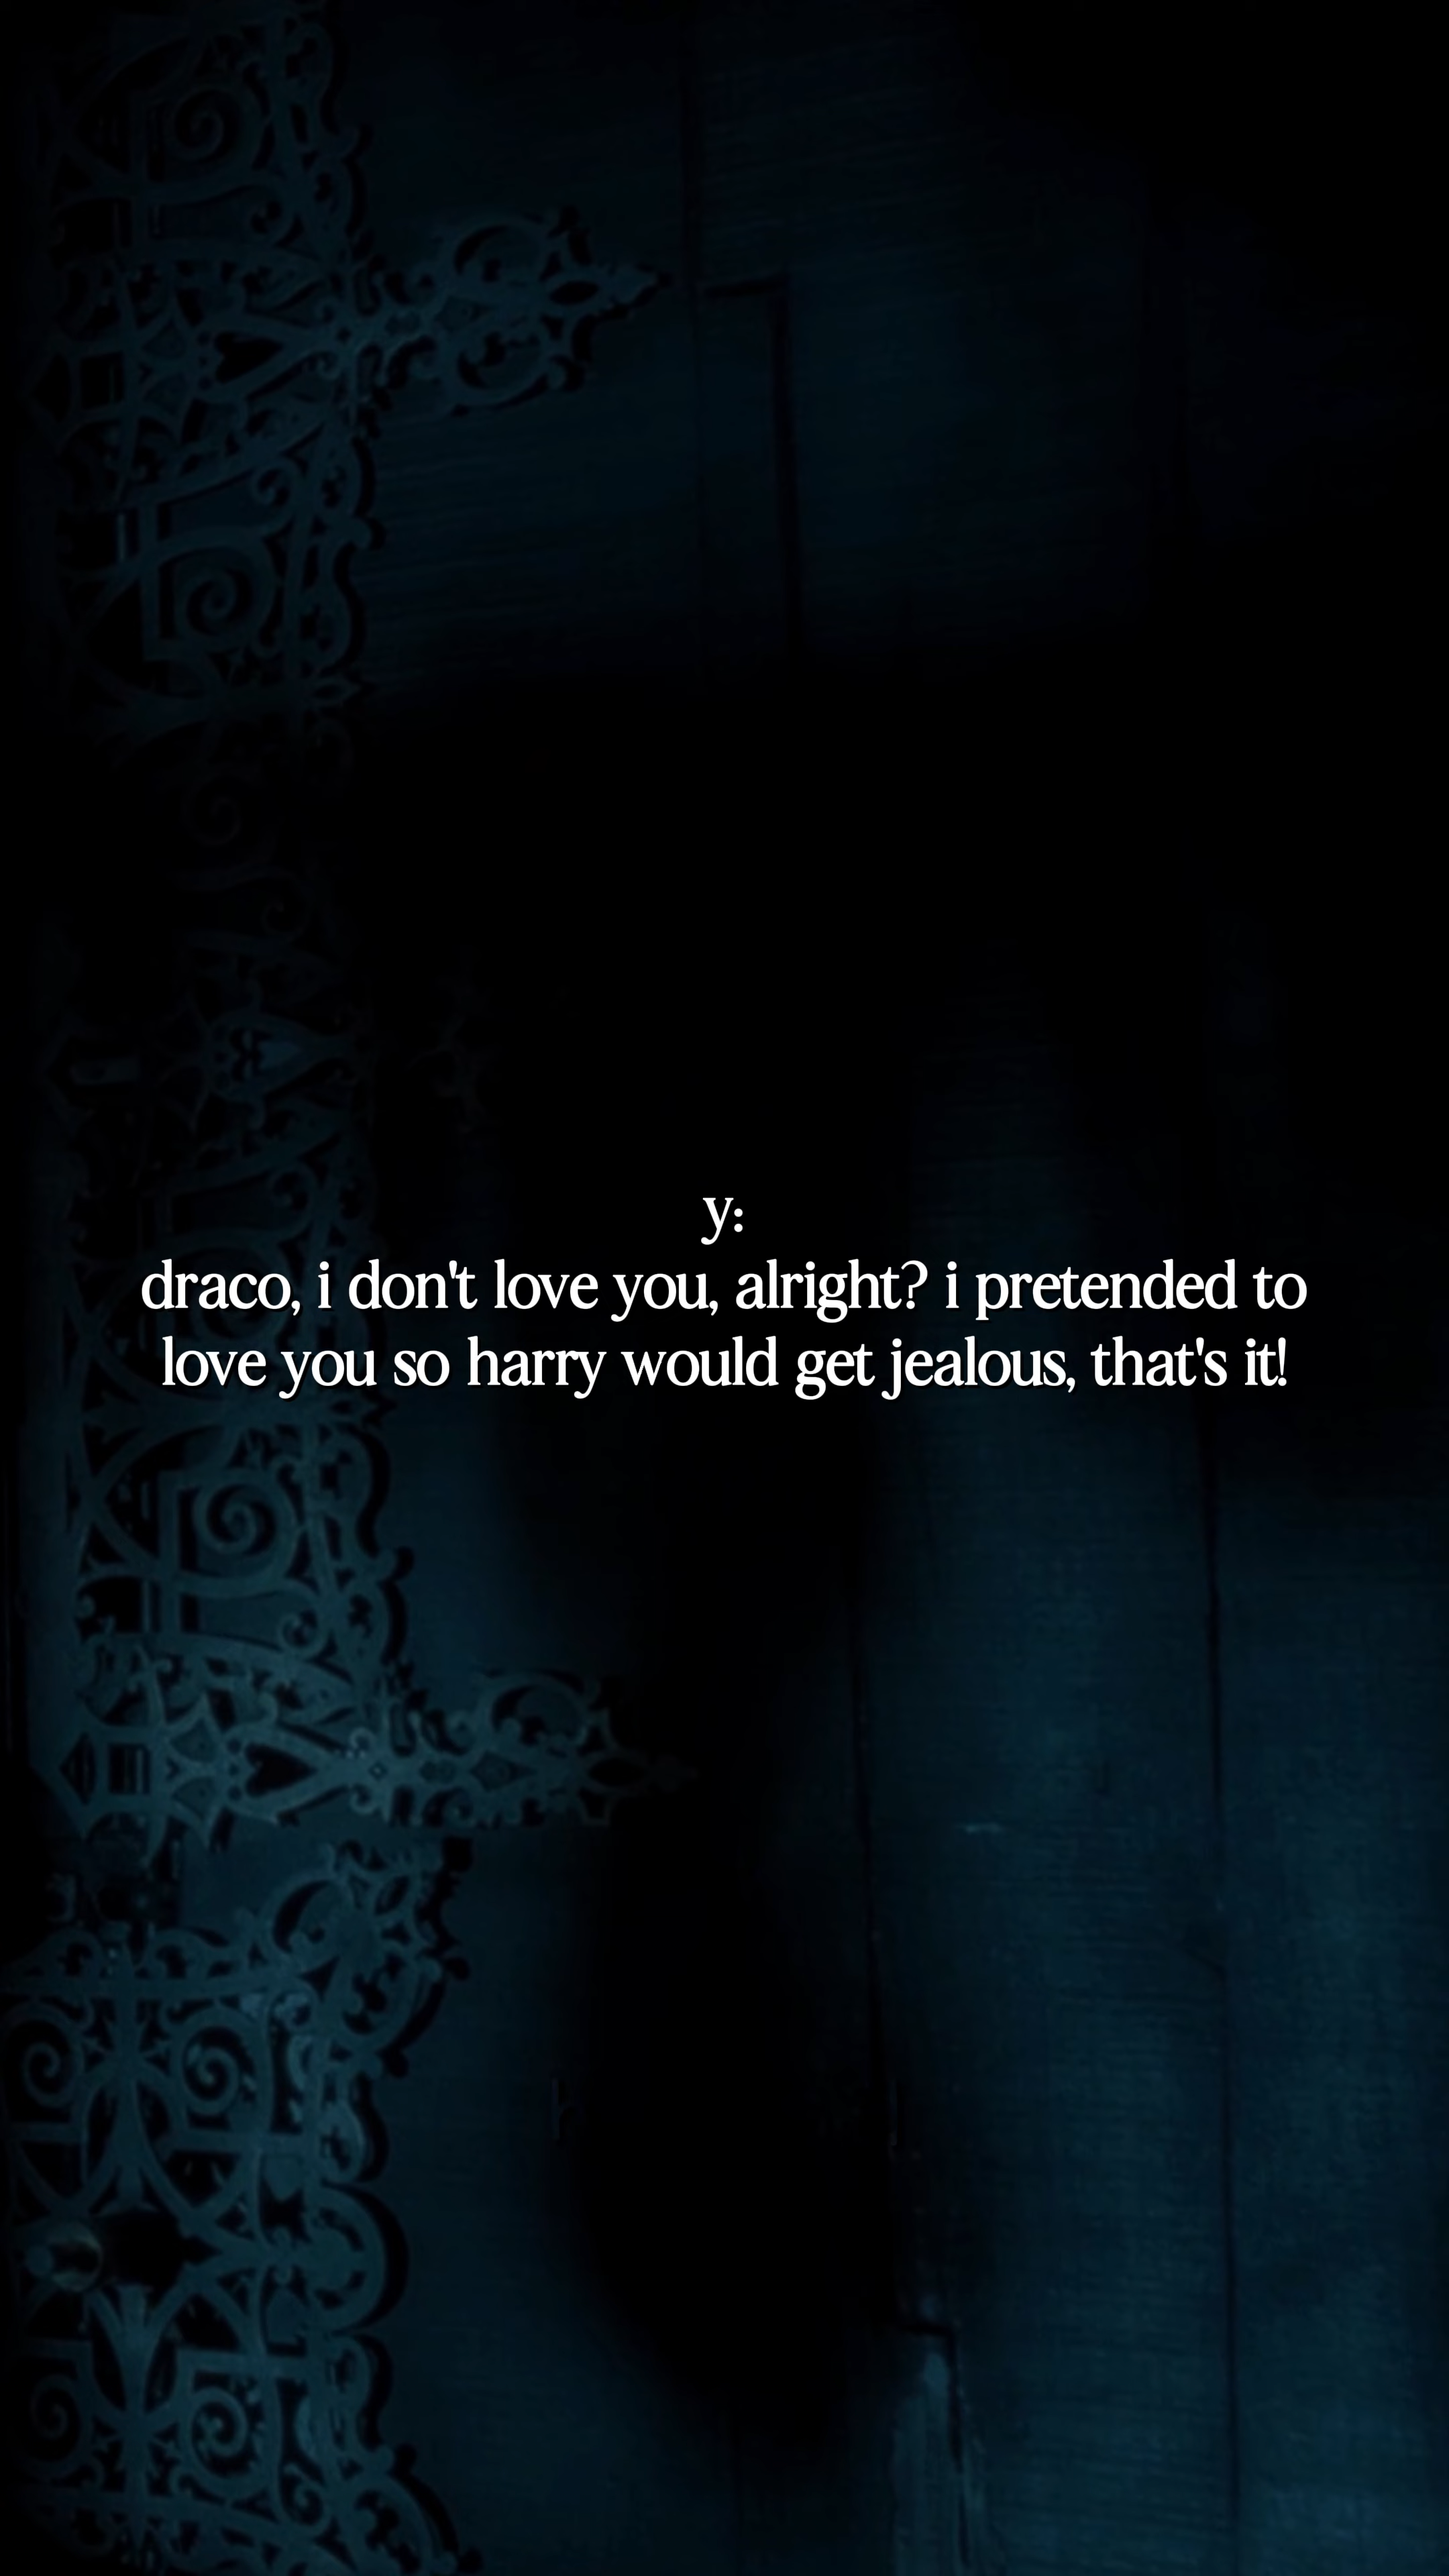 y:
draco, i don't love you, alright? i pretended to
love you so harry would get jealous, that's it!